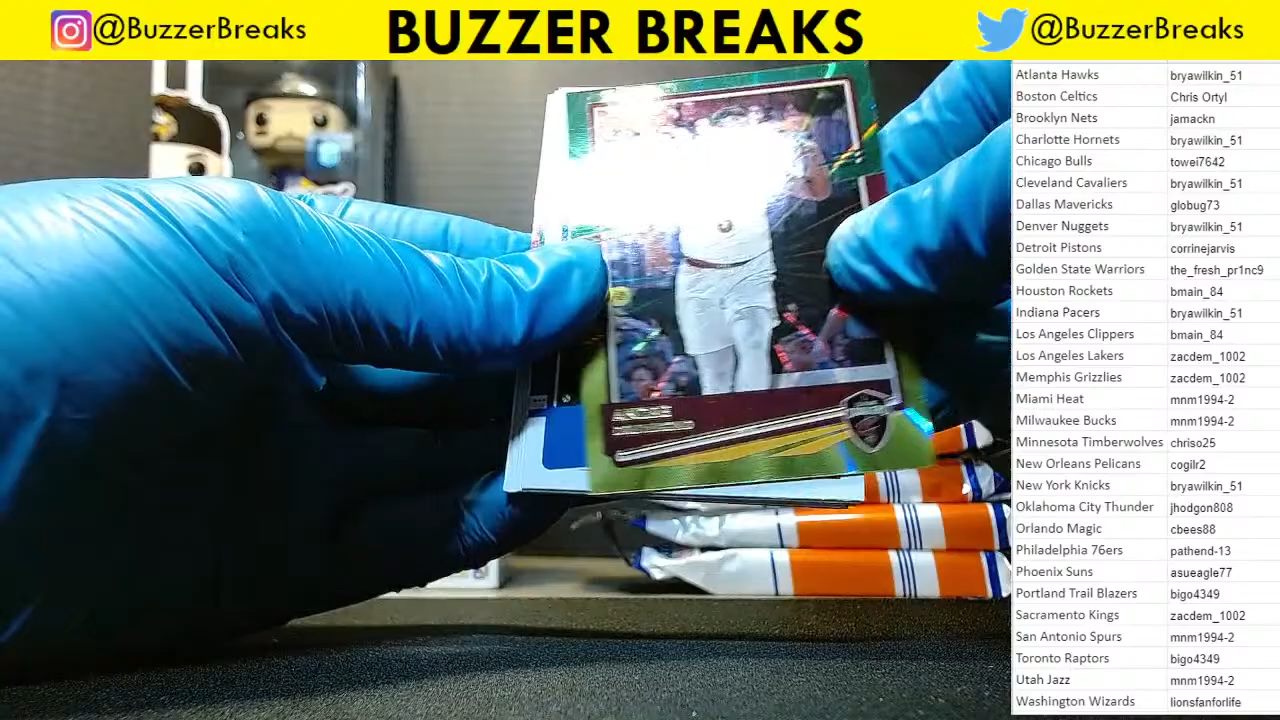 @BuzzerBreaks
BUZZER BREAKS
@BuzzerBreaks
Atlanta Hawks bryawilkin_51
Boston Celtics Chris Ortyl
Brooklyn Nets jamackn
Charlotte Hornets bryawilkin_51
Chicago Bulls towei7642
Cleveland Cavaliers bryawilkin_51
Dallas Mavericks globug73
Denver Nuggets bryawilkin_51
Detroit Pistons corrinejarvis
Golden State Warriors the_fresh_pr1nc9
Houston Rockets bmain_84
Indiana Pacers bryawilkin_51
Los Angeles Clippers bmain_84
Los Angeles Lakers zacdem_1002
Memphis Grizzlies zacdem_1002
Miami Heat mnm1994-2
Milwaukee Bucks mnm1994-2
Minnesota Timberwolves chriso25
New Orleans Pelicans cogilr2
New York Knicks bryawilkin_51
Oklahoma City Thunder jhodgon808
Orlando Magic cbees88
Philadelphia 76ers pathend-13
Phoenix Suns asueagle77
Portland Trail Blazers bigo4349
Sacramento Kings zacdem_1002
San Antonio Spurs mnm1994-2
Toronto Raptors bigo4349
Utah Jazz mnm1994-2
Washington Wizards lionsfanforlife